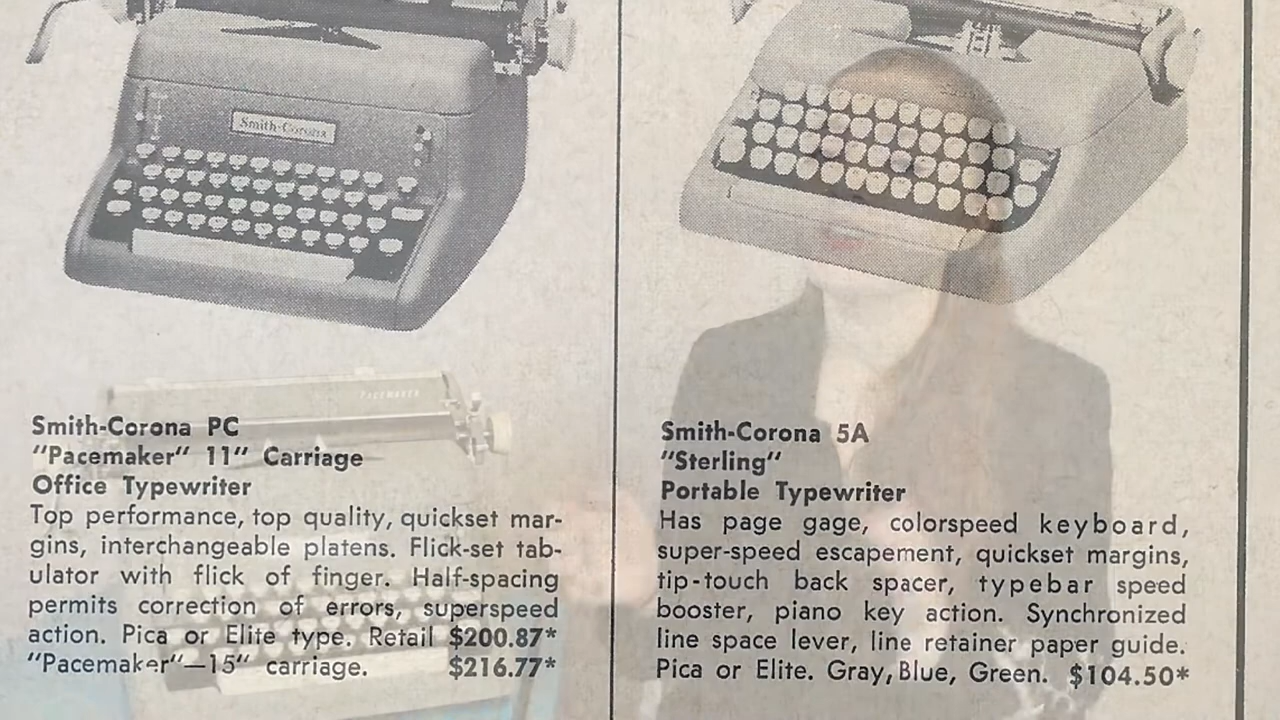 Smith-Corona
PACEMAKER
Smith-Corona PC
"Pacemaker" 11" Carriage
Office Typewriter
Top performance, top quality, quickset mar-
gins, interchangeable platens. Flick-set tab-
ulator with flick of finger. Half-spacing
permits correction of errors, superspeed
action. Pica or Elite type. Retail $200.87*
"Pacemaker"—15" carriage. $216.77*
Smith-Corona 5A
"Sterling"
Portable Typewriter
Has page gage, colorspeed keyboard,
super-speed escapement, quickset margins,
tip-touch back spacer, typebar speed
booster, piano key action. Synchronized
line space lever, line retainer paper guide.
Pica or Elite. Gray, Blue, Green. $104.50*